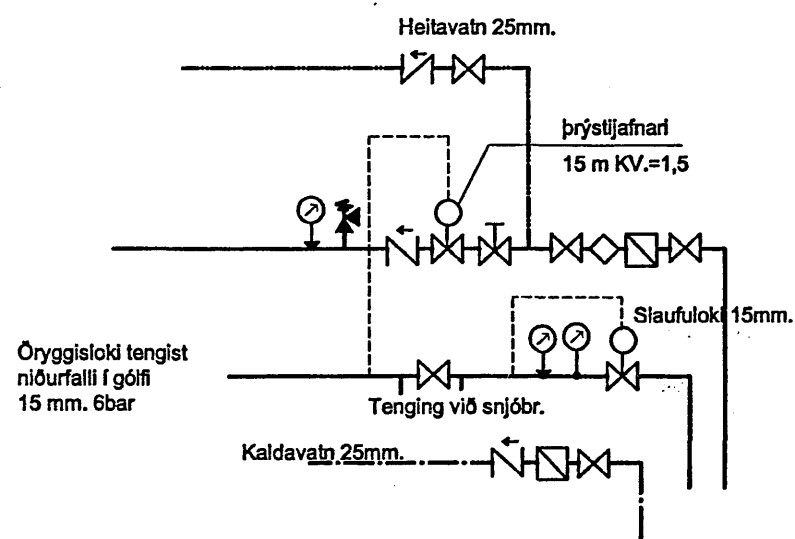 Heitavatn 25mm.
þrýstijafnari
15 m KV.=1,5
Slaufuloki 15mm.
Öryggisloki tengist
niðurfalli í gólfi
15 mm. 6bar
Tenging við snjóbr.
Kaldavatn 25mm.